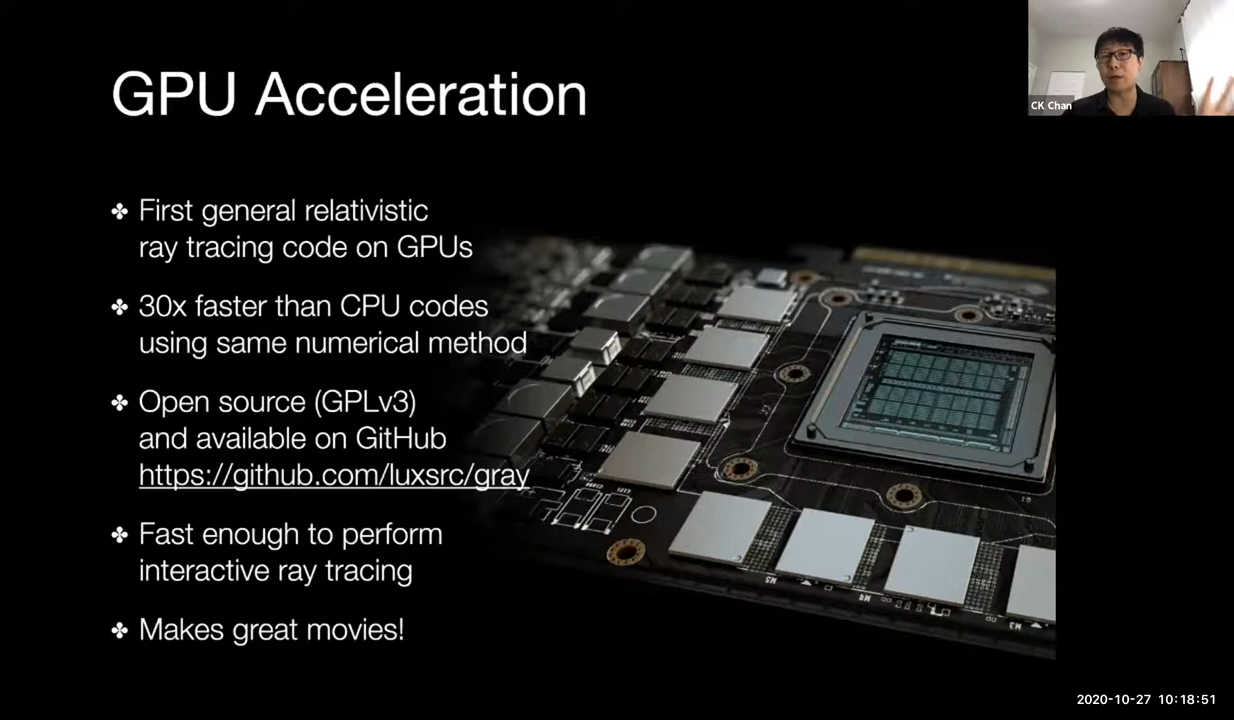 GPU Acceleration
CK Chan
✤ First general relativistic
ray tracing code on GPUs
✤ 30x faster than CPU codes
using same numerical method
✤ Open source (GPLv3)
and available on GitHub
https://github.com/luxsrc/gray
✤ Fast enough to perform
interactive ray tracing
✤ Makes great movies!
2020-10-27 10:18:51